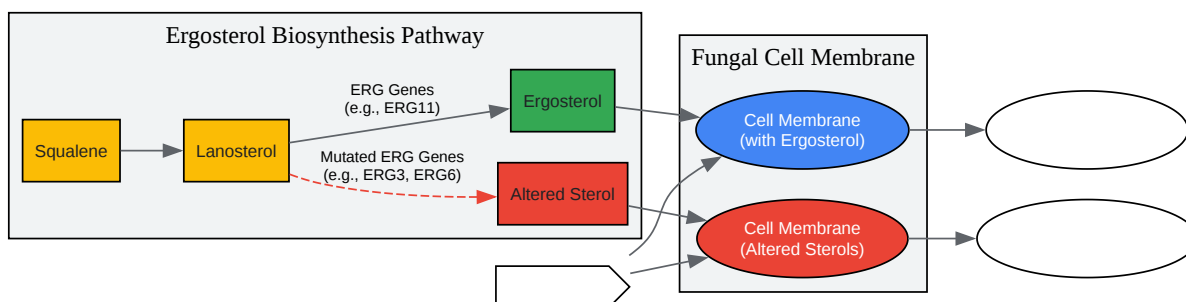 Ergosterol Biosynthesis Pathway
Fungal Cell Membrane
Squalene
Lanosterol
ERG Genes
(e.g., ERG11)
Ergosterol
Mutated ERG Genes
(e.g., ERG3, ERG6)
Altered Sterol
Cell Membrane
(with Ergosterol)
Cell Membrane
(Altered Sterols)